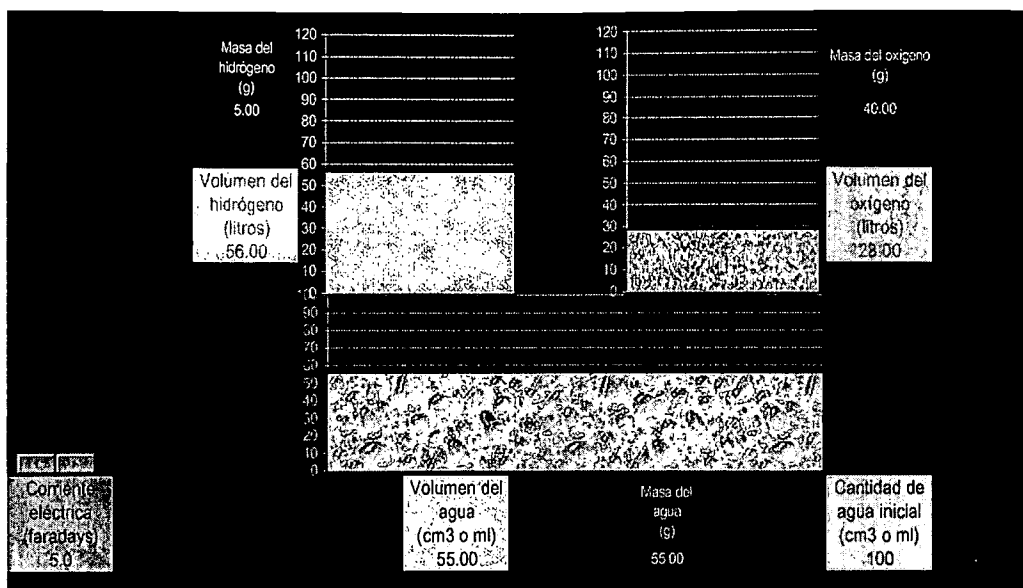 Masa del
hidrógeno
(g)
5.00
120
110
100
90
80
70
60
50
40
30
20
10
0
120
110
100
90
80
70
60
50
40
30
20
10
0
Masa del oxígeno
(g)
40.00
Volumen del
hidrógeno
(litros)
56.00
Volumen del
oxígeno
(litros)
28.00
100
90
80
70
60
50
40
30
20
10
0
Corriente
eléctrica
(faradays)
5.0
Volumen del
agua
(cm3 o ml)
55.00
Masa del
agua
(g)
55.00
Cantidad de
agua inicial
(cm3 o ml)
100